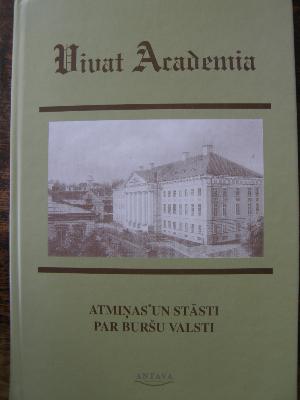 Vivat Academia
ATMIŅAS UN STĀSTI
PAR BURŠU VALSTI
ANTAVA